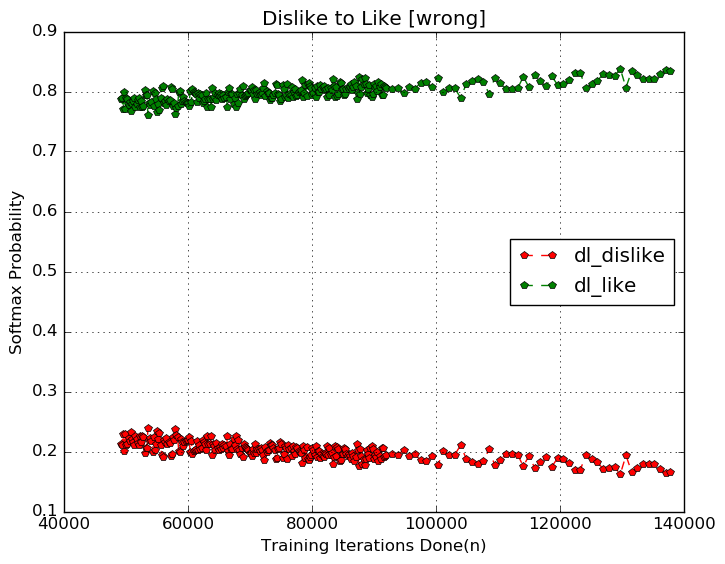 Dislike to Like [wrong]
0.9
0.8
0.7
0.6
0.5
0.4
0.3
0.2
0.1
Softmax Probability
dl_dislike
dl_like
40000 60000 80000 100000 120000 140000
Training Iterations Done(n)